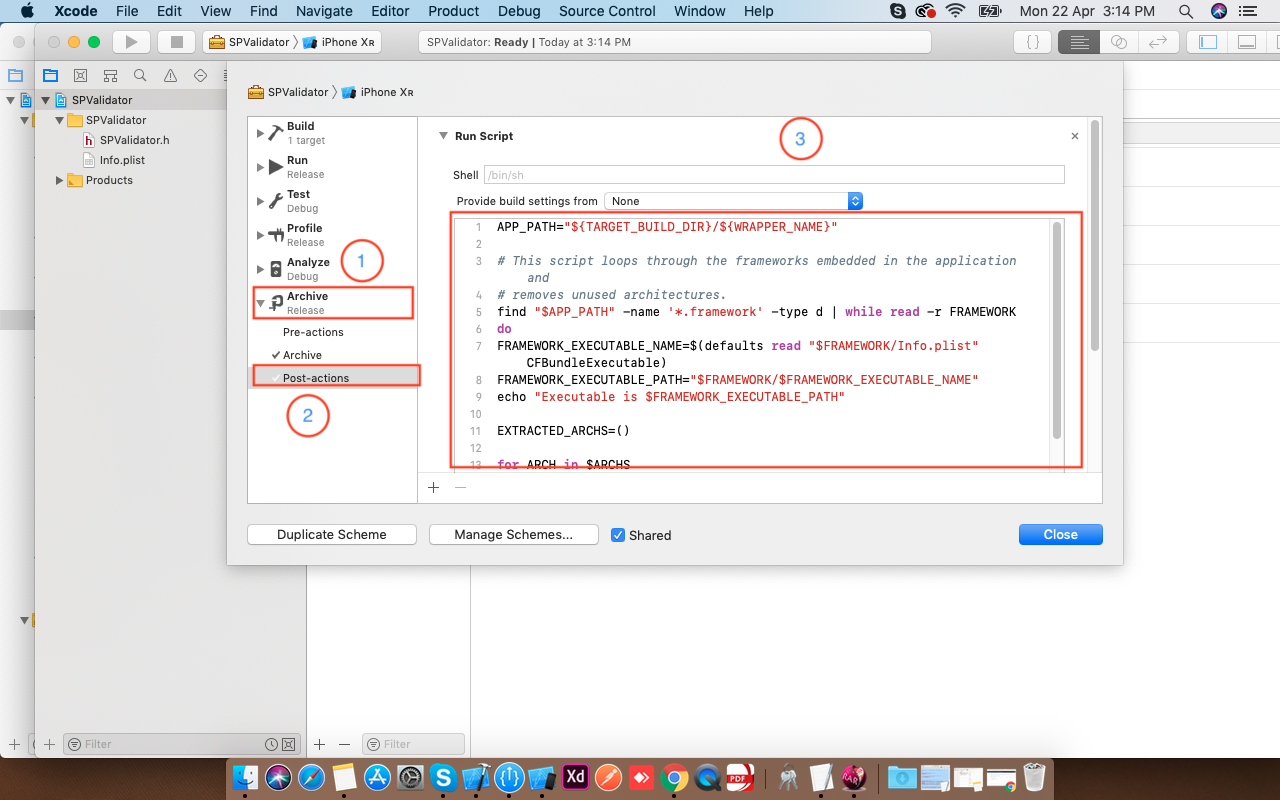 Xcode File Edit View Find Navigate Editor Product Debug Source Control Window Help Mon 22 Apr 3:14 PM
SPValidator iPhone XR SPValidator: Ready | Today at 3:14 PM
SPValidator
SPValidator
SPValidator.h
Info.plist
Products
SPValidator iPhone XR
Build
1 target
Run
Release
Test
Debug
Profile
Release
Analyze
Debug
1
Archive
Release
Pre-actions
Archive
Post-actions
2
Run Script
3
Shell /bin/sh
Provide build settings from None
1 APP_PATH="${TARGET_BUILD_DIR}/${WRAPPER_NAME}"
2
3 # This script loops through the frameworks embedded in the application
and
4 # removes unused architectures.
5 find "$APP_PATH" -name '*.framework' -type d | while read -r FRAMEWORK
6 do
7 FRAMEWORK_EXECUTABLE_NAME=$(defaults read "$FRAMEWORK/Info.plist"
CFBundleExecutable)
8 FRAMEWORK_EXECUTABLE_PATH="$FRAMEWORK/$FRAMEWORK_EXECUTABLE_NAME"
9 echo "Executable is $FRAMEWORK_EXECUTABLE_PATH"
10
11 EXTRACTED_ARCHS=()
12
13 for ARCH in $ARCHS
Duplicate Scheme Manage Schemes... Shared Close
Filter Filter
Xd PDF